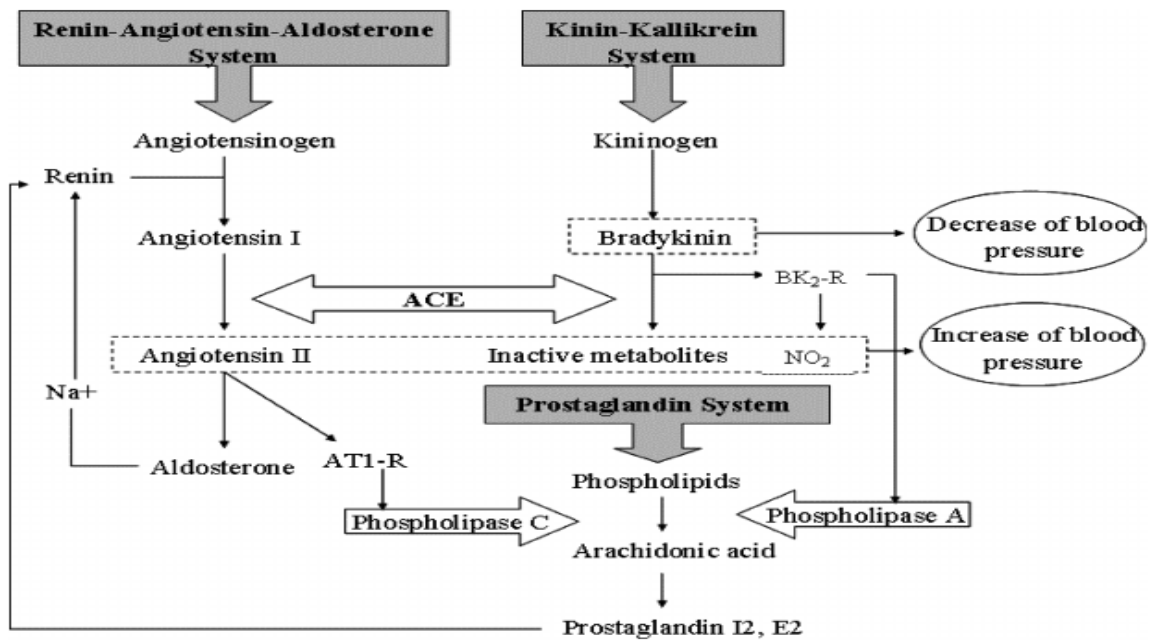 Renin-Angiotensin-Aldosterone
System
Kinin-Kallikrein
System
Angiotensinogen
Kininogen
Renin
Angiotensin I
Bradykinin
Decrease of blood
pressure
ACE
BK2-R
Angiotensin II
Inactive metabolites
NO2
Increase of blood
pressure
Na+
Prostaglandin System
Aldosterone
AT1-R
Phospholipids
Phospholipase C
Phospholipase A
Arachidonic acid
Prostaglandin I2, E2